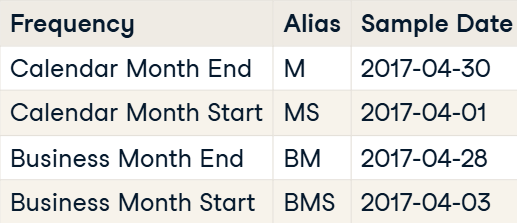 Frequency Alias Sample Date
Calendar Month End M 2017-04-30
Calendar Month Start MS 2017-04-01
Business Month End BM 2017-04-28
Business Month Start BMS 2017-04-03